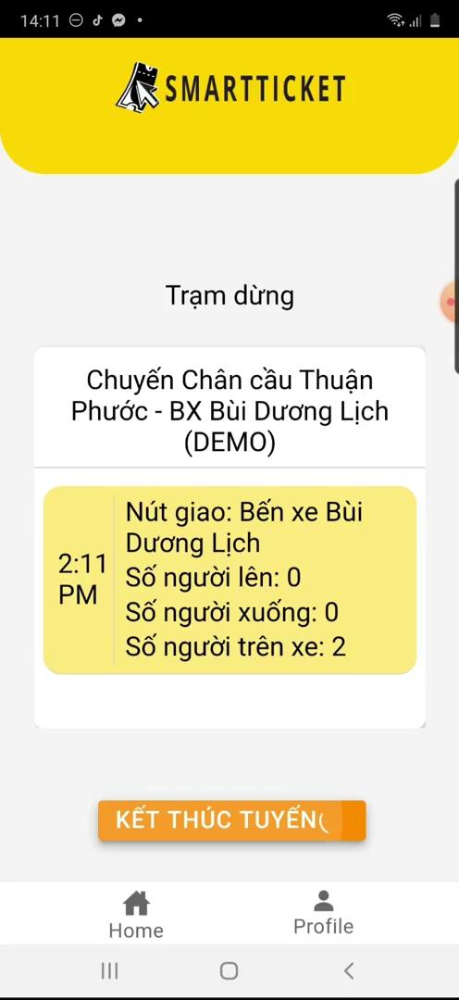 14:11
SMARTTICKET
Trạm dừng
Chuyến Chân cầu Thuận
Phước - BX Bùi Dương Lịch
(DEMO)
2:11
PM
Nút giao: Bến xe Bùi
Dương Lịch
Số người lên: 0
Số người xuống: 0
Số người trên xe: 2
KẾT THÚC TUYẾN
Home
Profile